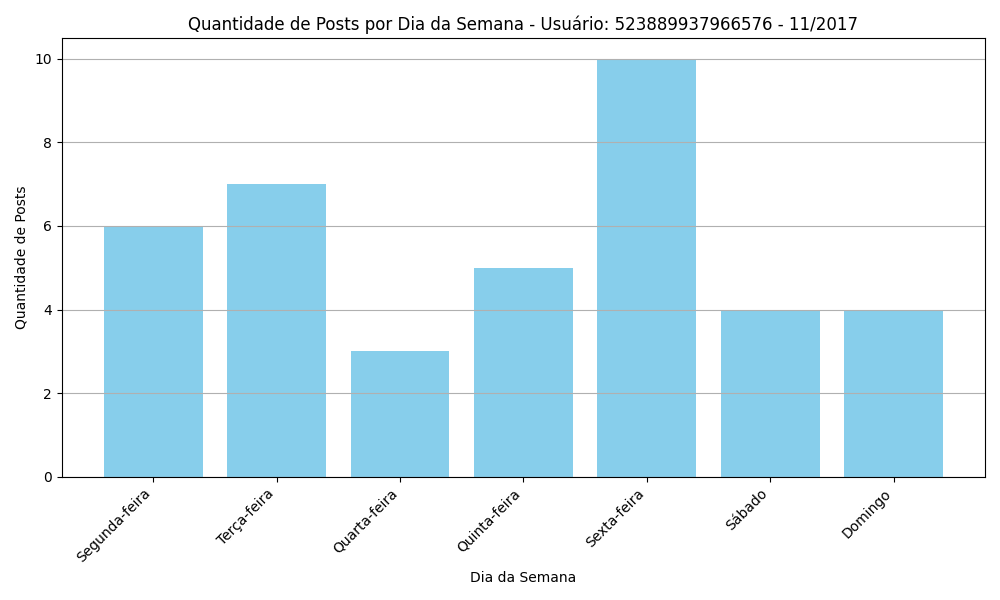 Quantidade de Posts por Dia da Semana - Usuário: 523889937966576 - 11/2017
Quantidade de Posts
10
8
6
4
2
0
Segunda-feira
Terça-feira
Quarta-feira
Quinta-feira
Sexta-feira
Sábado
Domingo
Dia da Semana